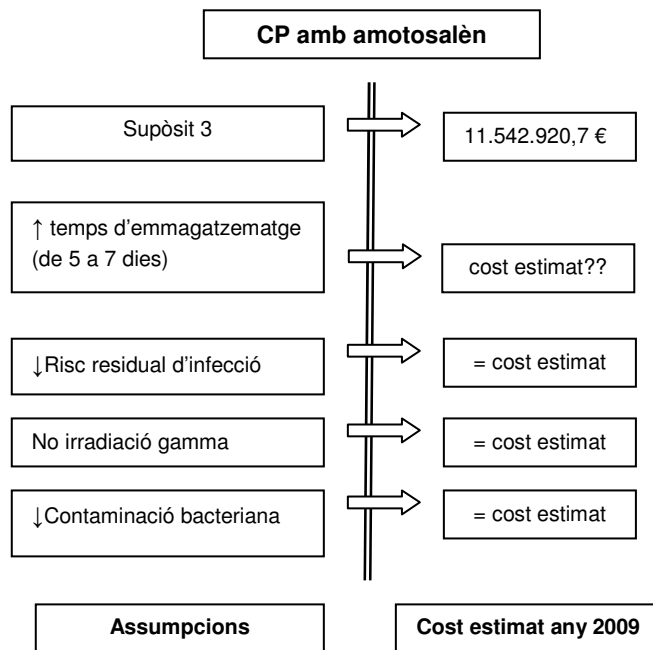 CP amb amotosalèn
Supòsit 3
11.542.920,7 €
↑ temps d'emmagatzematge
(de 5 a 7 dies)
cost estimat??
↓Risc residual d'infecció
= cost estimat
No irradiació gamma
= cost estimat
↓Contaminació bacteriana
= cost estimat
Assumpcions
Cost estimat any 2009